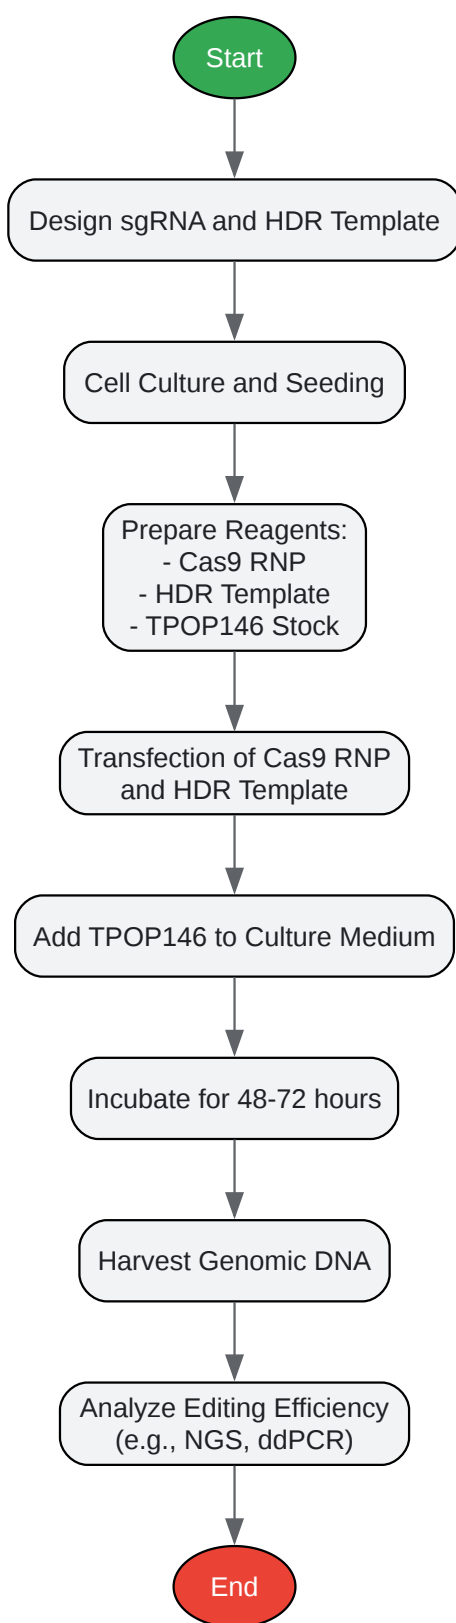 Start
Design sgRNA and HDR Template
Cell Culture and Seeding
Prepare Reagents:
- Cas9 RNP
- HDR Template
- TPOP146 Stock
Transfection of Cas9 RNP
and HDR Template
Add TPOP146 to Culture Medium
Incubate for 48-72 hours
Harvest Genomic DNA
Analyze Editing Efficiency
(e.g., NGS, ddPCR)
End